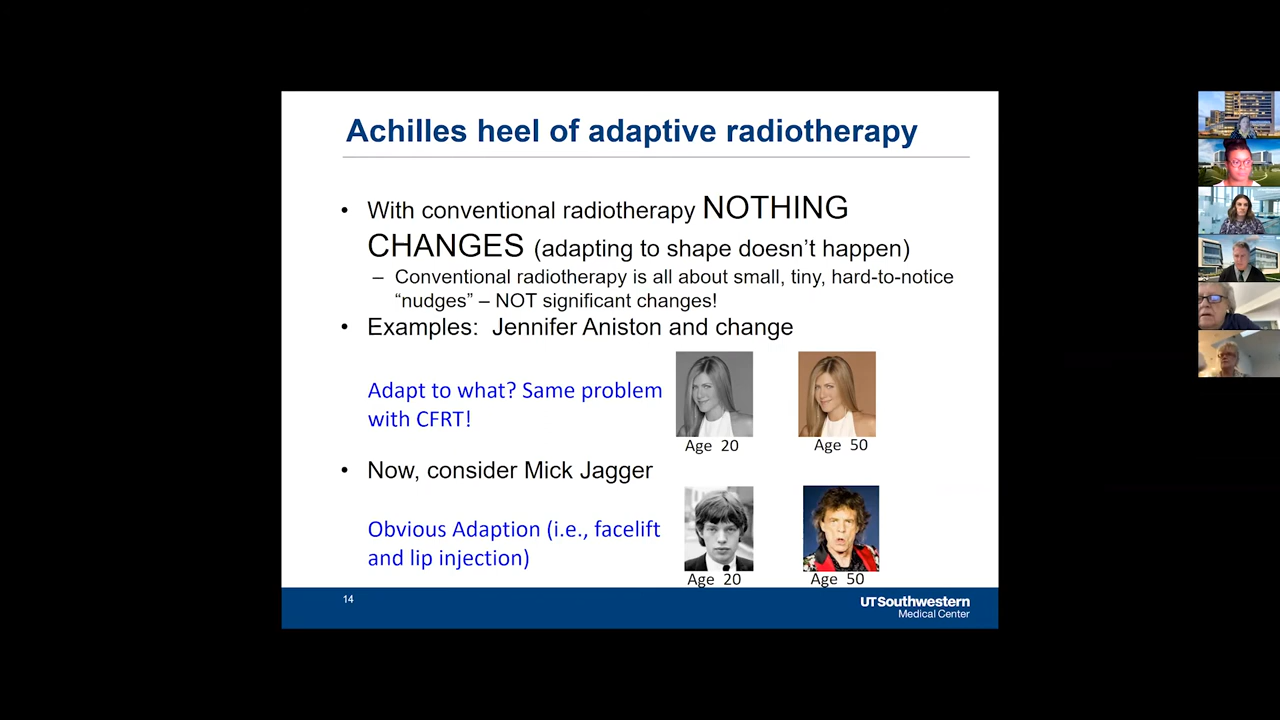 Achilles heel of adaptive radiotherapy
• With conventional radiotherapy NOTHING
CHANGES (adapting to shape doesn’t happen)
– Conventional radiotherapy is all about small, tiny, hard-to-notice
“nudges” – NOT significant changes!
• Examples: Jennifer Aniston and change
Adapt to what? Same problem
with CFRT!
Age 20
Age 50
• Now, consider Mick Jagger
Obvious Adaption (i.e., facelift
and lip injection)
Age 20
Age 50
14
UTSouthwestern
Medical Center